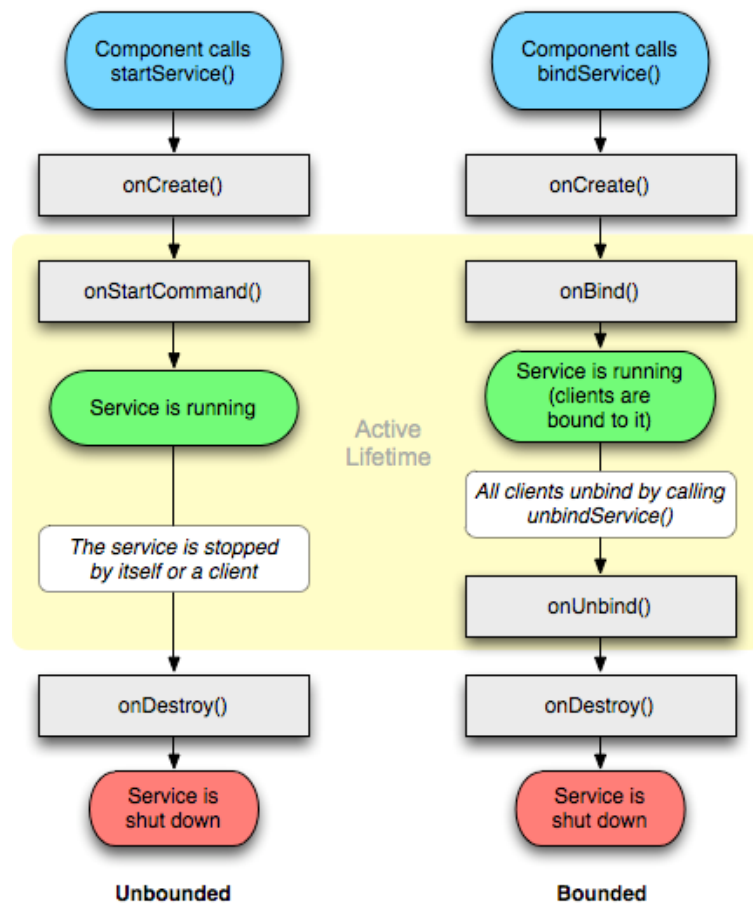 Component calls
startService()
onCreate()
onStartCommand()
Service is running
The service is stopped
by itself or a client
onDestroy()
Service is
shut down
Unbounded
Active
Lifetime
Component calls
bindService()
onCreate()
onBind()
Service is running
(clients are
bound to it)
All clients unbind by calling
unbindService()
onUnbind()
onDestroy()
Service is
shut down
Bounded